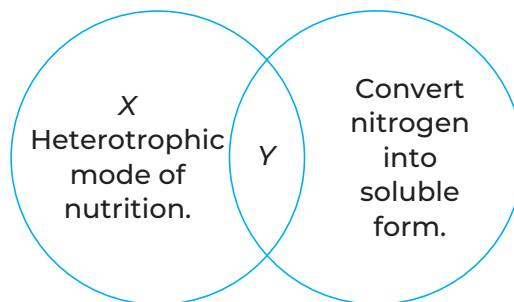 X
Heterotrophic
mode of
nutrition.
Y
Convert
nitrogen
into
soluble
form.